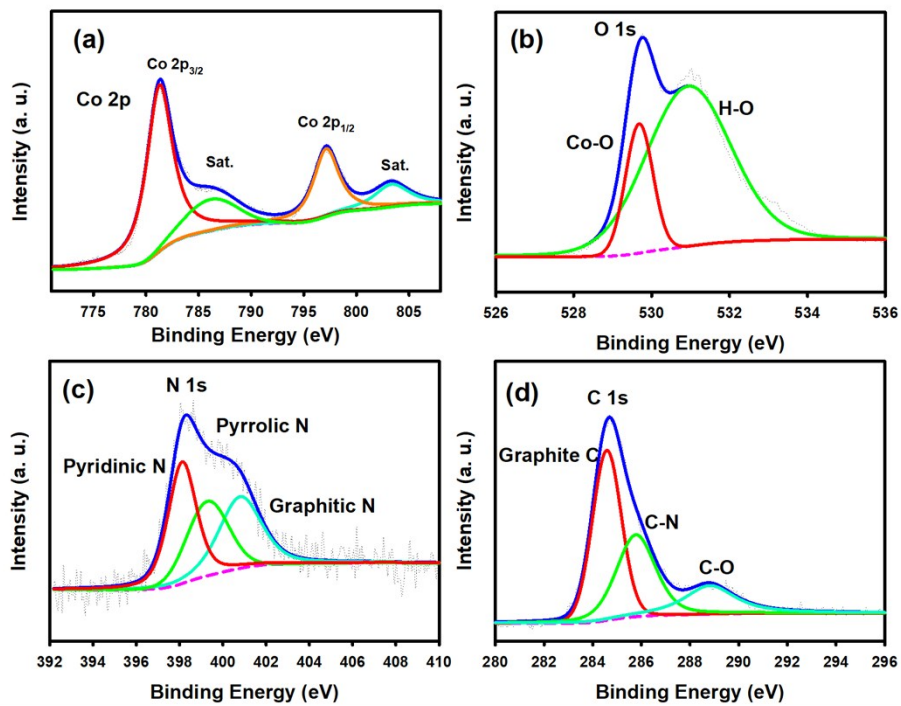 (a)
Co 2p3/2
Co 2p
Sat.
Co 2p1/2
Sat.
Intensity (a. u.)
775 780 785 790 795 800 805
Binding Energy (eV)
(b)
O 1s
Co-O
H-O
Intensity (a. u.)
526 528 530 532 534 536
Binding Energy (eV)
(c)
N 1s
Pyrrolic N
Pyridinic N
Graphitic N
Intensity (a. u.)
392 394 396 398 400 402 404 406 408 410
Binding Energy (eV)
(d)
C 1s
Graphite C
C-N
C-O
Intensity (a. u.)
280 282 284 286 288 290 292 294 296
Binding Energy (eV)